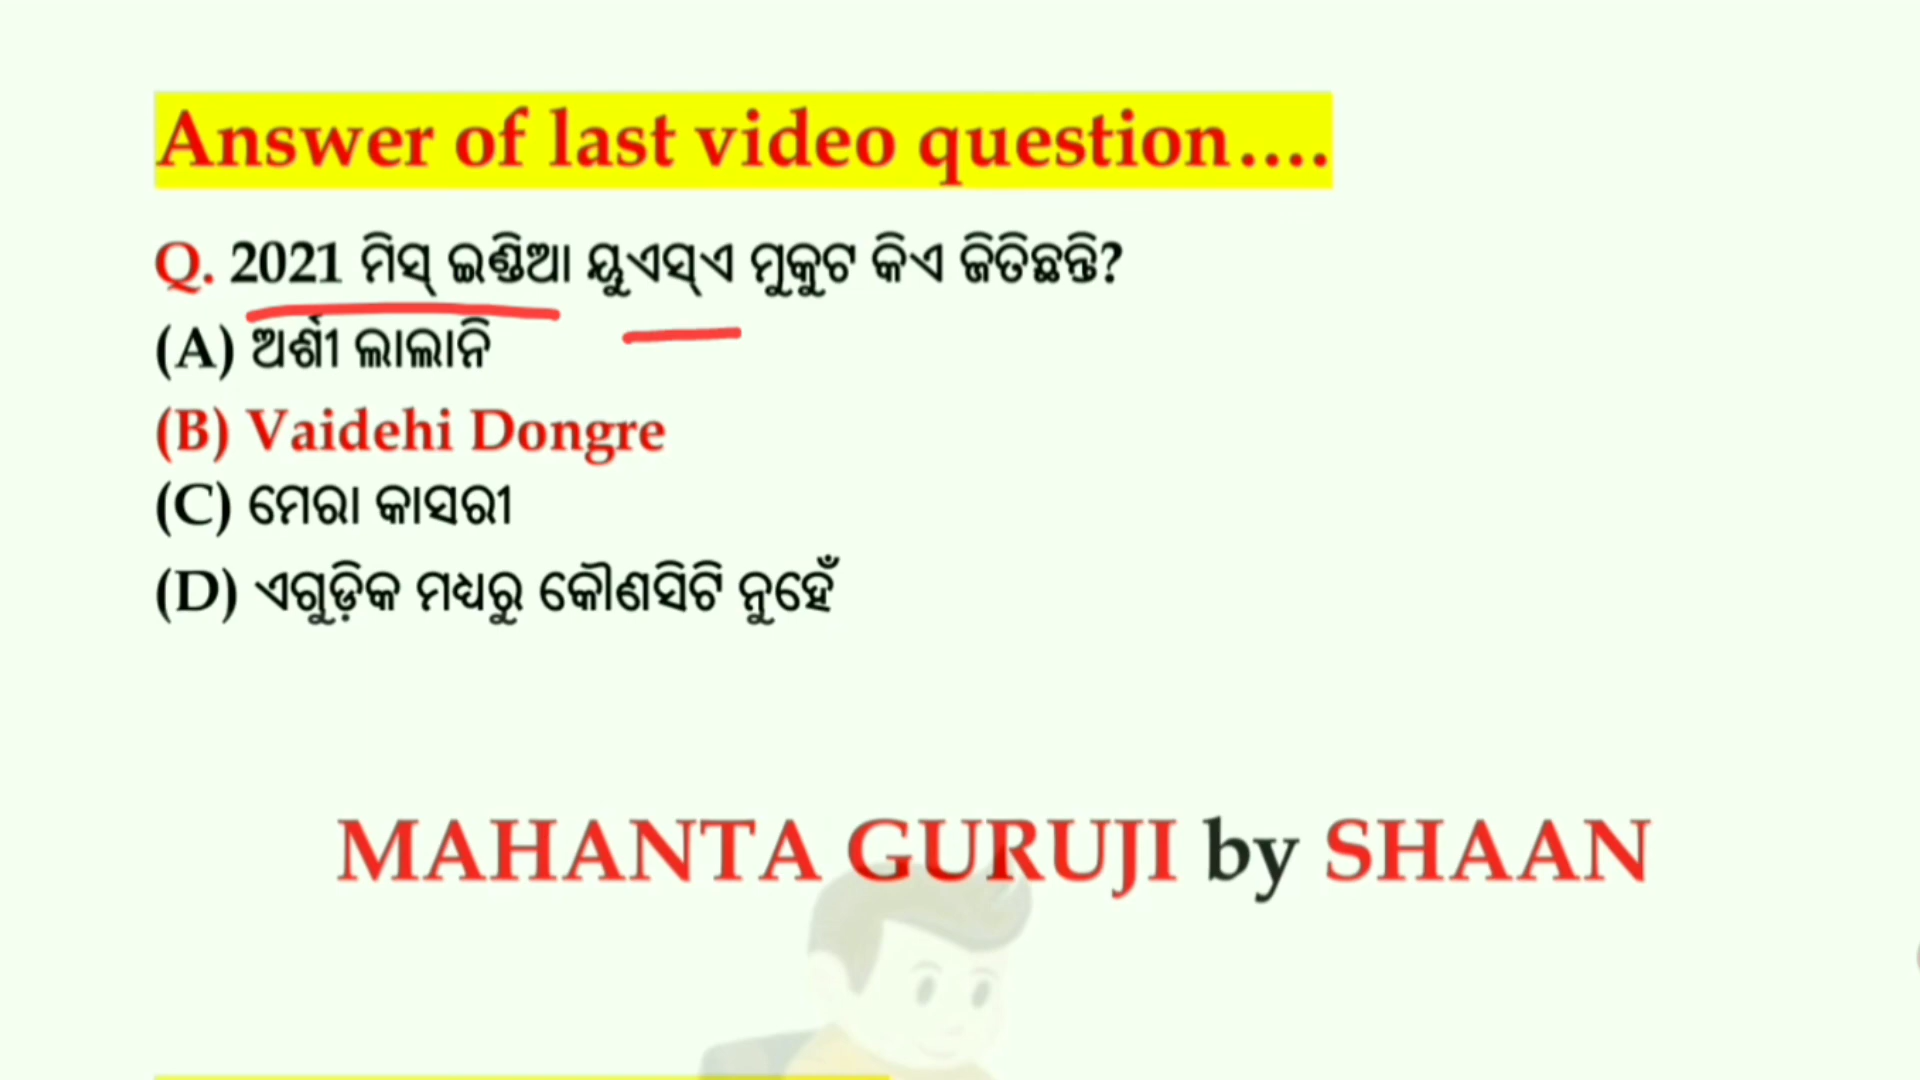 Answer of last video question....
Q. 2021 ମିସ୍ ଇଣ୍ଡିଆ ୟୁଏସ୍ଏ ମୁକୁଟ କିଏ ଜିତିଛନ୍ତି?
(A) ଅର୍ଶୀ ଲାଲାନି
(B) Vaidehi Dongre
(C) ମେରା କାସରୀ
(D) ଏଗୁଡ଼ିକ ମଧ୍ୟରୁ କୌଣସିଟି ନୁହେଁ
MAHANTA GURUJI by SHAAN